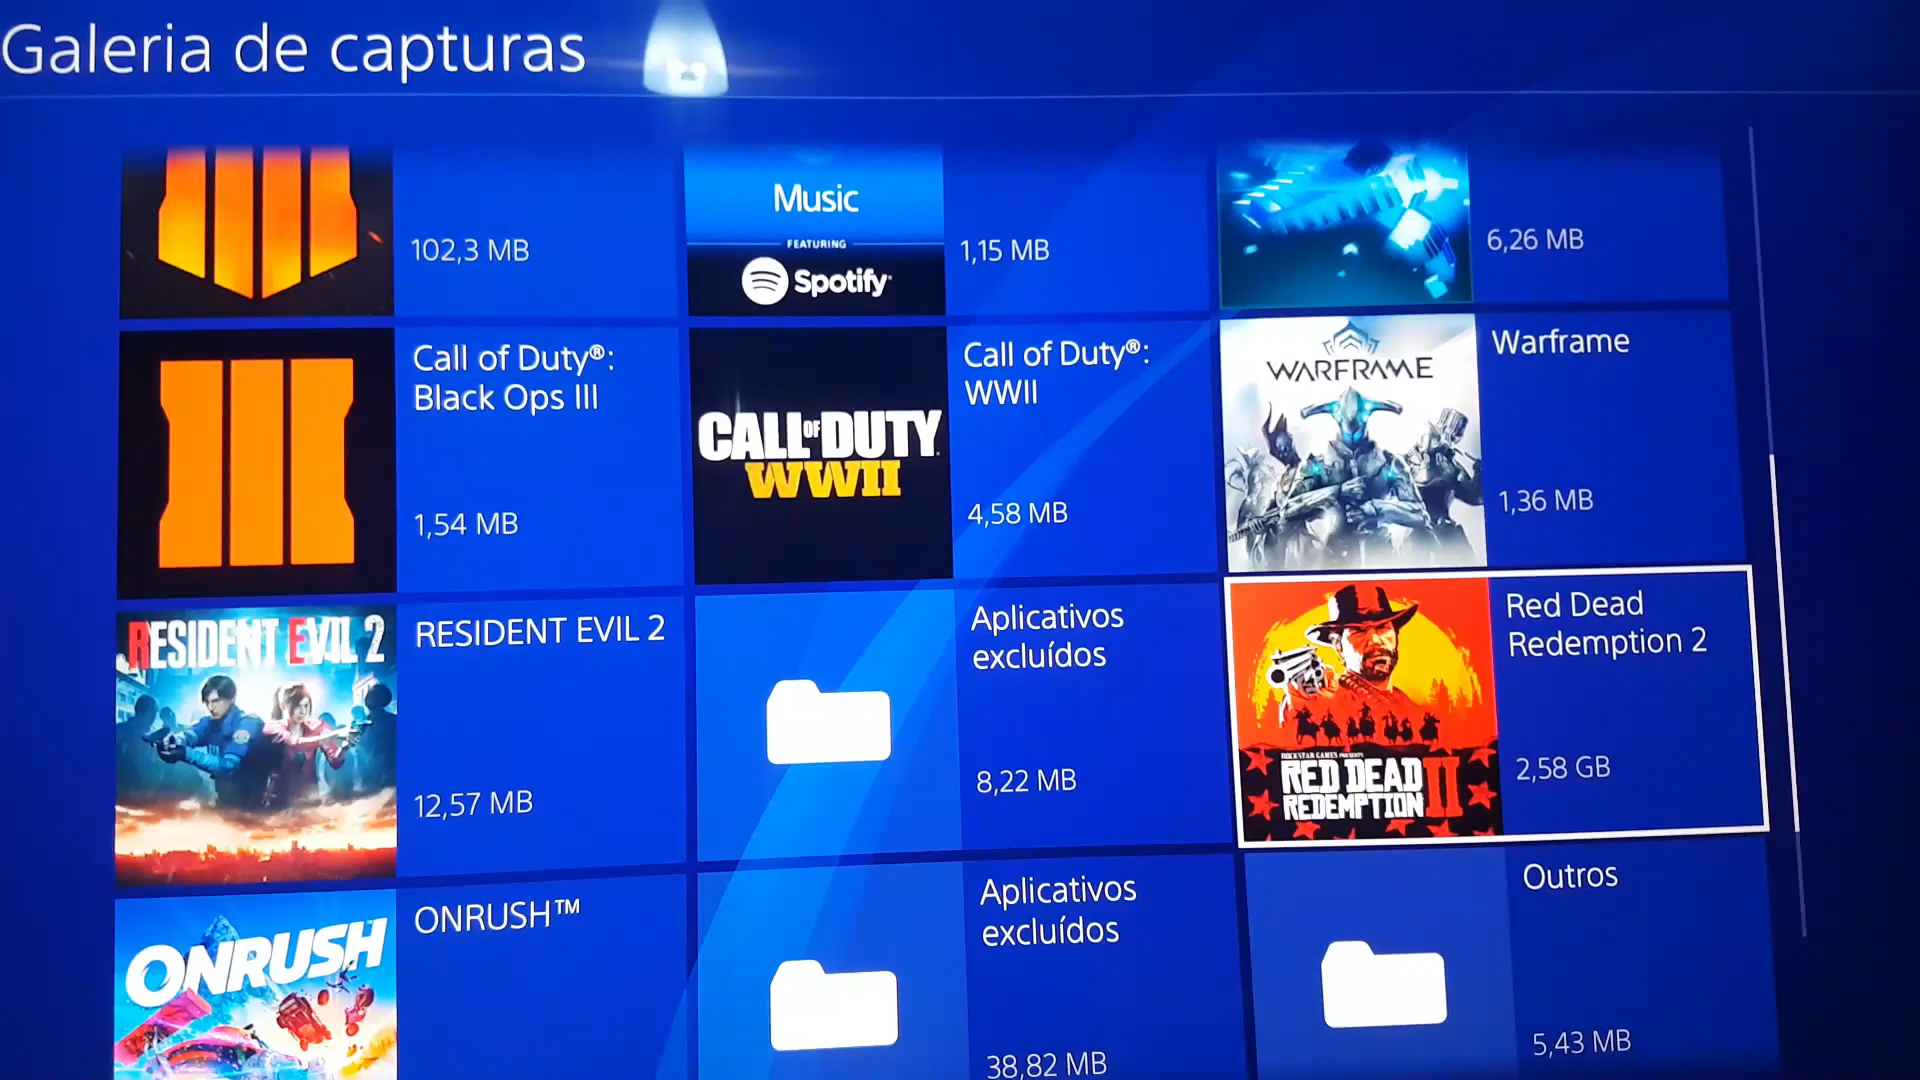 Galeria de capturas
102,3 MB
Music
FEATURING
Spotify
1,15 MB
6,26 MB
Call of Duty®:
Black Ops III
1,54 MB
CALL OF DUTY
WWII
Call of Duty®:
WWII
4,58 MB
WARFRAME
Warframe
1,36 MB
RESIDENT EVIL 2
RESIDENT EVIL 2
12,57 MB
Aplicativos
excluídos
8,22 MB
ROCKSTAR GAMES PRESENTS
RED DEAD
REDEMPTION II
Red Dead
Redemption 2
2,58 GB
ONRUSH
ONRUSH™
Aplicativos
excluídos
38,82 MB
Outros
5,43 MB